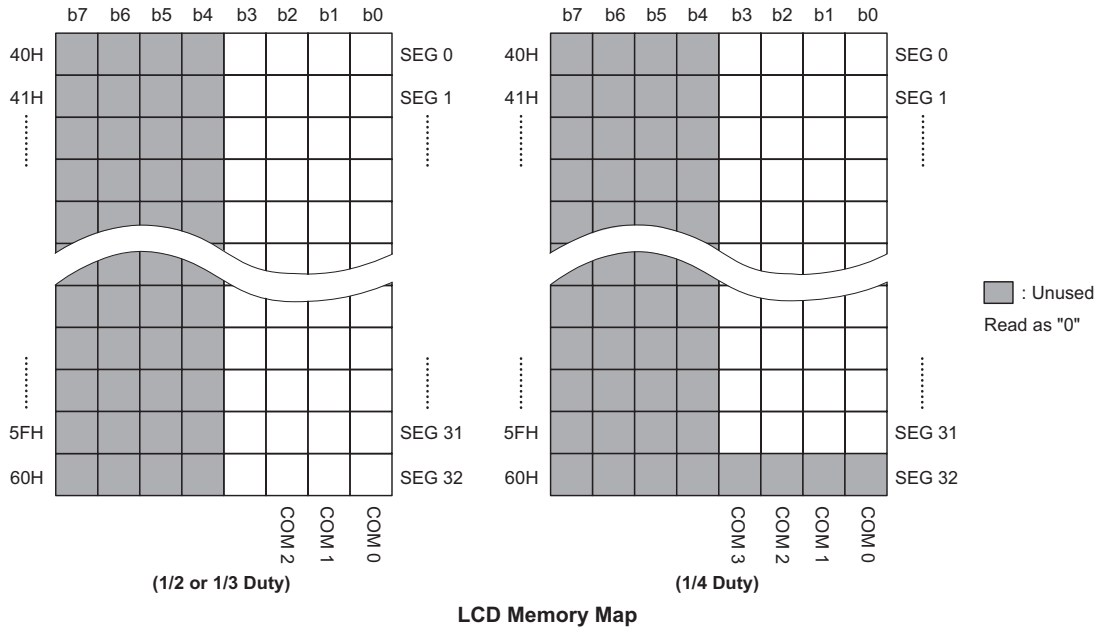 b7 b6 b5 b4 b3 b2 b1 b0
40H SEG 0
41H SEG 1
5FH SEG 31
60H SEG 32
COM 2 COM 1 COM 0
(1/2 or 1/3 Duty)
b7 b6 b5 b4 b3 b2 b1 b0
40H SEG 0
41H SEG 1
5FH SEG 31
60H SEG 32
COM 3 COM 2 COM 1 COM 0
(1/4 Duty)
: Unused
Read as "0"
LCD Memory Map